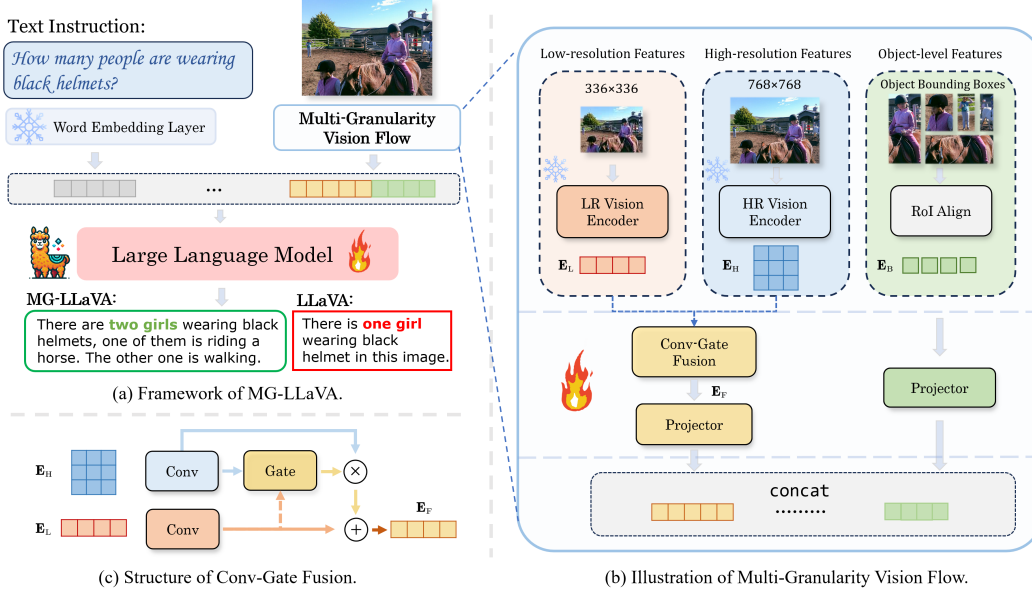 Text Instruction:
How many people are wearing
black helmets?
Word Embedding Layer
Multi-Granularity
Vision Flow
...
Large Language Model
MG-LLaVA:
There are two girls wearing black
helmets, one of them is riding a
horse. The other one is walking.
LLaVA:
There is one girl
wearing black
helmet in this image.
(a) Framework of MG-LLaVA.
E_H
Conv
Gate
×
E_L
Conv
+
E_F
(c) Structure of Conv-Gate Fusion.
Low-resolution Features
High-resolution Features
Object-level Features
336×336
768×768
Object Bounding Boxes
LR Vision
Encoder
HR Vision
Encoder
RoI Align
E_L
E_H
E_B
Conv-Gate
Fusion
E_F
Projector
Projector
concat
.........
(b) Illustration of Multi-Granularity Vision Flow.